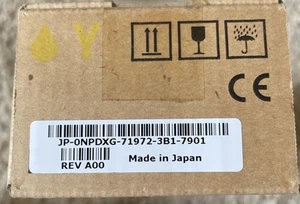 Y
CE
JP-0NPDXG-71972-3B1-7901
REV A00
Made in Japan